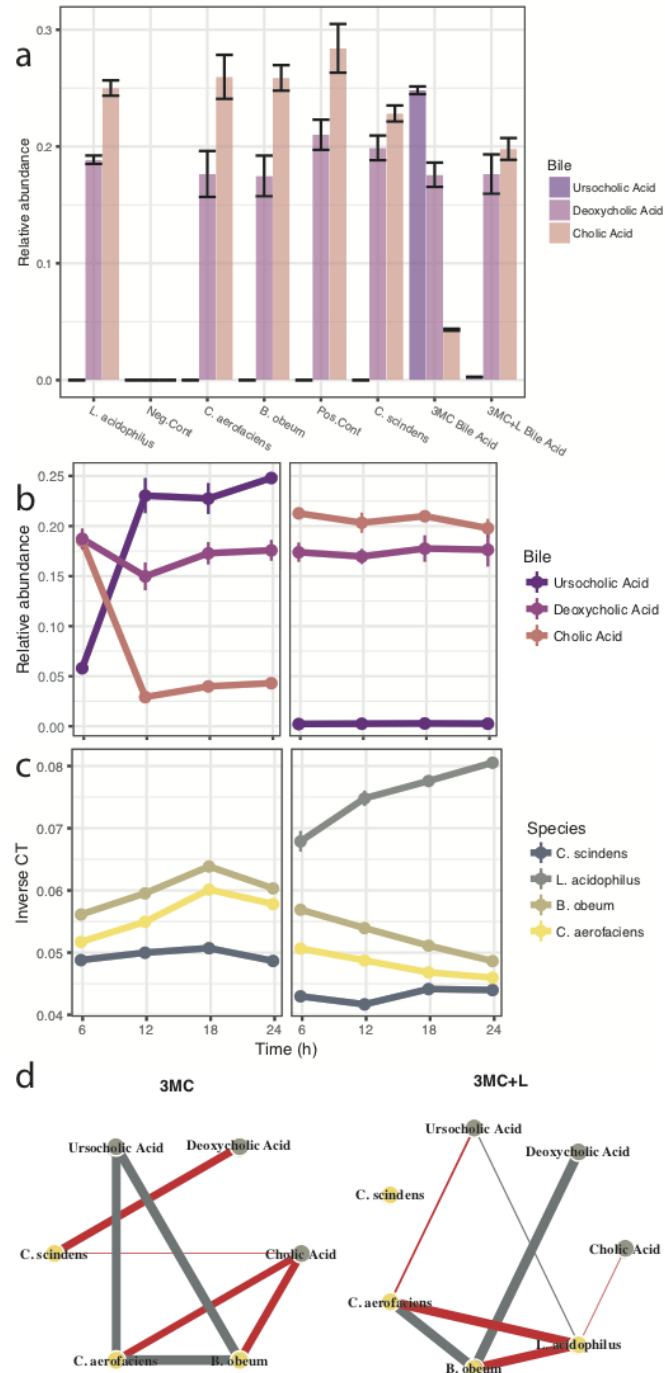 a
0.3
0.2
0.1
0.0
Relative abundance
L. acidophilus
Neg.Cont
C. aerofaciens
B. obeum
Pos.Cont
C. scindens
3MC Bile Acid
3MC+L Bile Acid
Bile
Ursocholic Acid
Deoxycholic Acid
Cholic Acid
b
0.25
0.20
0.15
0.10
0.05
0.00
Relative abundance
Bile
Ursocholic Acid
Deoxycholic Acid
Cholic Acid
c
0.08
0.07
0.06
0.05
0.04
Inverse CT
6 12 18 24 6 12 18 24
Time (h)
Species
C. scindens
L. acidophilus
B. obeum
C. aerofaciens
d
3MC
Ursocholic Acid
Deoxycholic Acid
C. scindens
Cholic Acid
C. aerofaciens
B. obeum
3MC+L
Ursocholic Acid
Deoxycholic Acid
C. scindens
Cholic Acid
C. aerofaciens
L. acidophilus
B. obeum